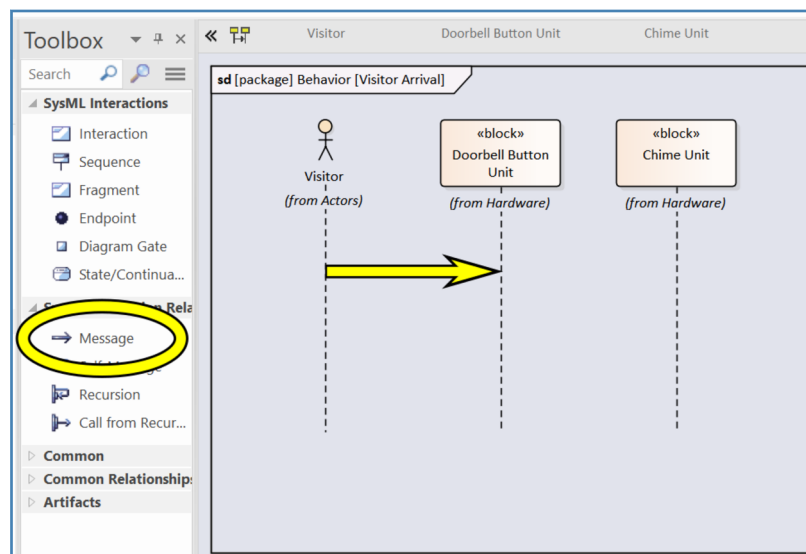 Toolbox
Search
SysML Interactions
Interaction
Sequence
Fragment
Endpoint
Diagram Gate
State/Continua...
Rela
Message
Recursion
Call from Recur...
Common
Common Relationships
Artifacts
Visitor Doorbell Button Unit Chime Unit
sd [package] Behavior [Visitor Arrival]
Visitor
(from Actors)
«block»
Doorbell Button
Unit
(from Hardware)
«block»
Chime Unit
(from Hardware)